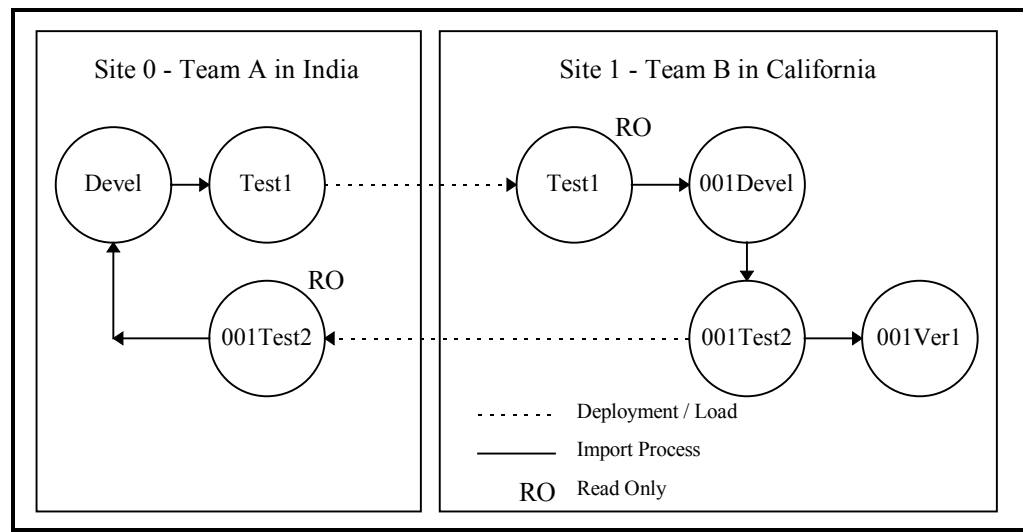 Site 0 - Team A in India
Devel
Test1
RO
001Test2
Site 1 - Team B in California
RO
Test1
001Devel
001Test2
001Ver1
Deployment / Load
Import Process
RO Read Only